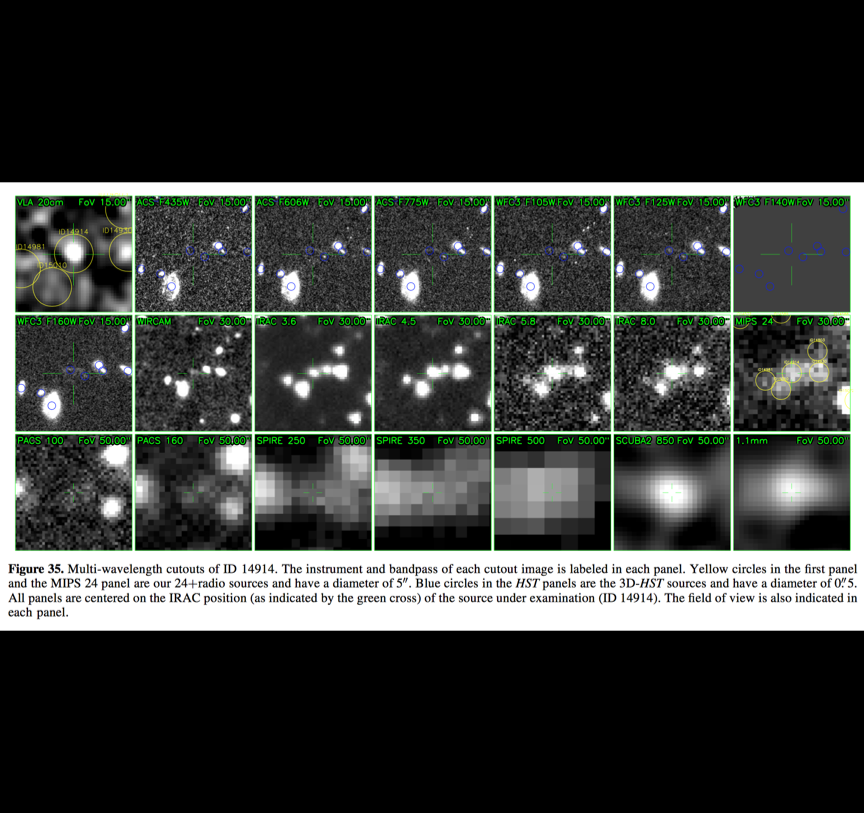 VLA 20cm FoV 15.00" ACS F435W FoV 15.00" ACS F606W FoV 15.00" ACS F775W FoV 15.00" WFC3 F105W FoV 15.00" WFC3 F125W FoV 15.00" WFC3 F140W FoV 15.00"
ID14914
ID14981
WFC3 F160W FoV 15.00" WIRCAM FoV 30.00" IRAC 3.6 FoV 30.00" IRAC 4.5 FoV 30.00" IRAC 5.8 FoV 30.00" IRAC 8.0 FoV 30.00" MIPS 24 FoV 30.00"
PACS 100 FoV 50.00" PACS 160 FoV 50.00" SPIRE 250 FoV 50.00" SPIRE 350 FoV 50.00" SPIRE 500 FoV 50.00" SCUBA2 850 FoV 50.00" 1.1mm FoV 50.00"
Figure 35. Multi-wavelength cutouts of ID 14914. The instrument and bandpass of each cutout image is labeled in each panel. Yellow circles in the first panel
and the MIPS 24 panel are our 24+radio sources and have a diameter of 5″. Blue circles in the HST panels are the 3D-HST sources and have a diameter of 0.″5.
All panels are centered on the IRAC position (as indicated by the green cross) of the source under examination (ID 14914). The field of view is also indicated in
each panel.